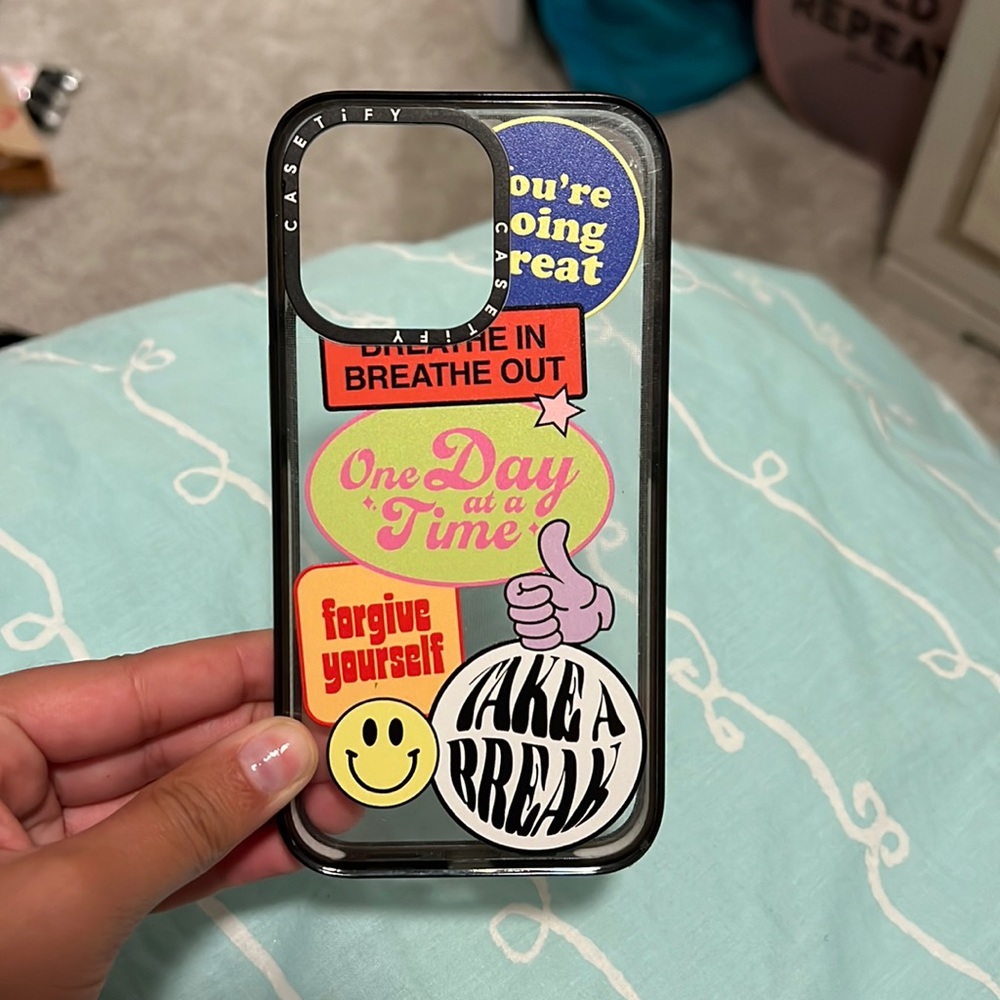 CASETiFY
CASETiFY
ou're
oing
reat
BREATHE IN
BREATHE OUT
One Day
at a
Time
forgive
yourself
TAKE A
BREAK
REPEAT